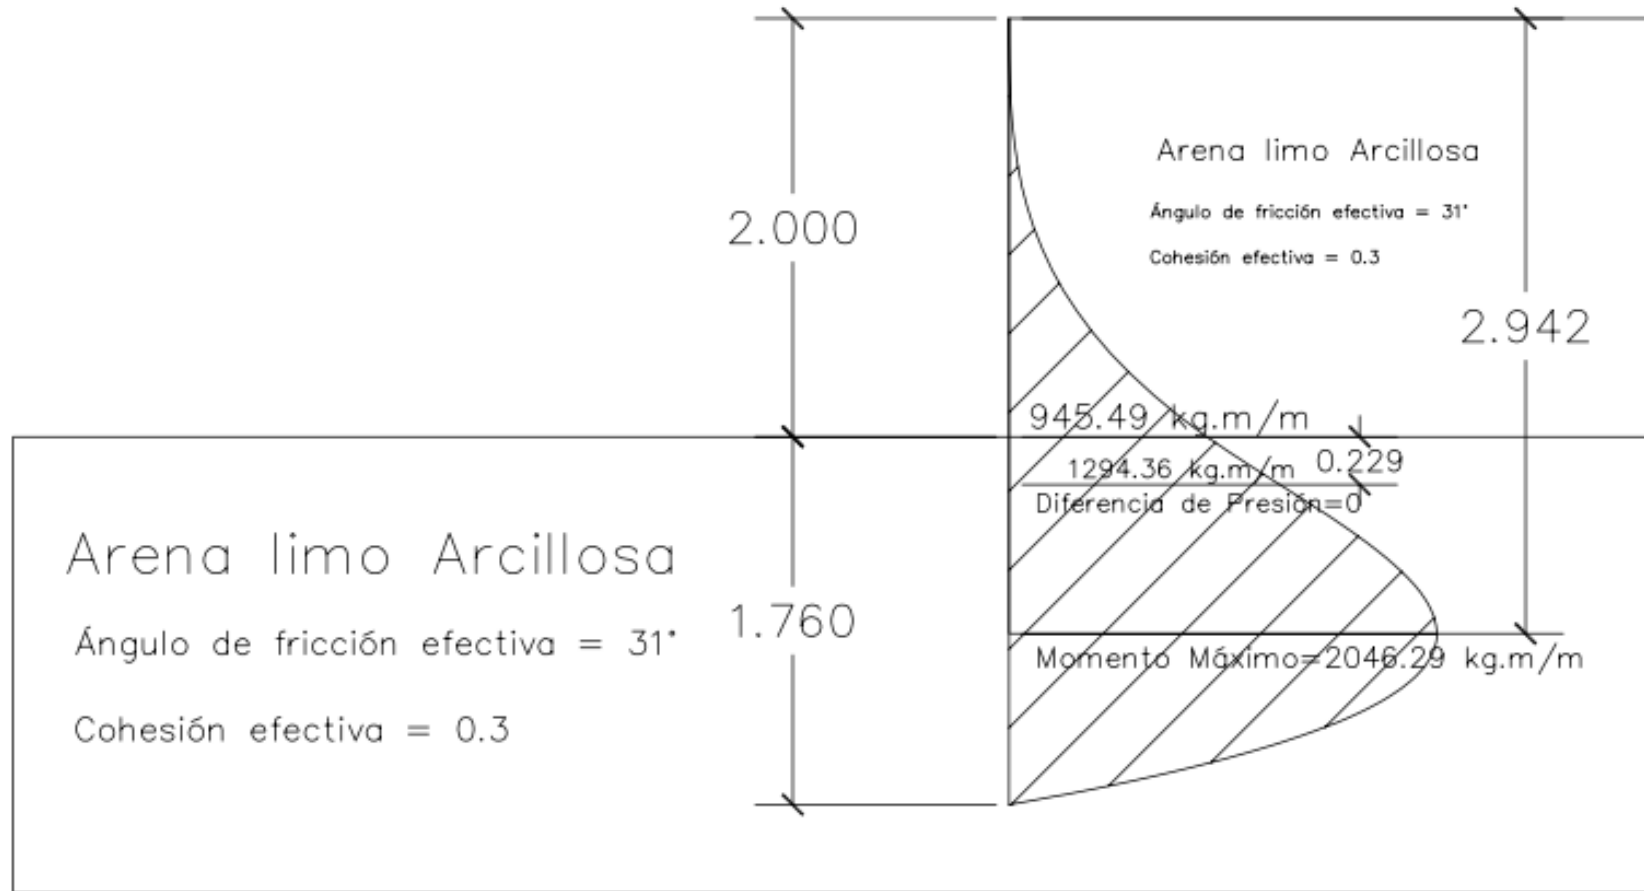 Arena limo Arcillosa
Ángulo de fricción efectiva = 31°
Cohesión efectiva = 0.3
2.000
2.942
945.49 kg.m/m
1294.36 kg.m/m 0.229
Diferencia de Presión=0
Arena limo Arcillosa
Ángulo de fricción efectiva = 31°
1.760
Momento Máximo=2046.29 kg.m/m
Cohesión efectiva = 0.3